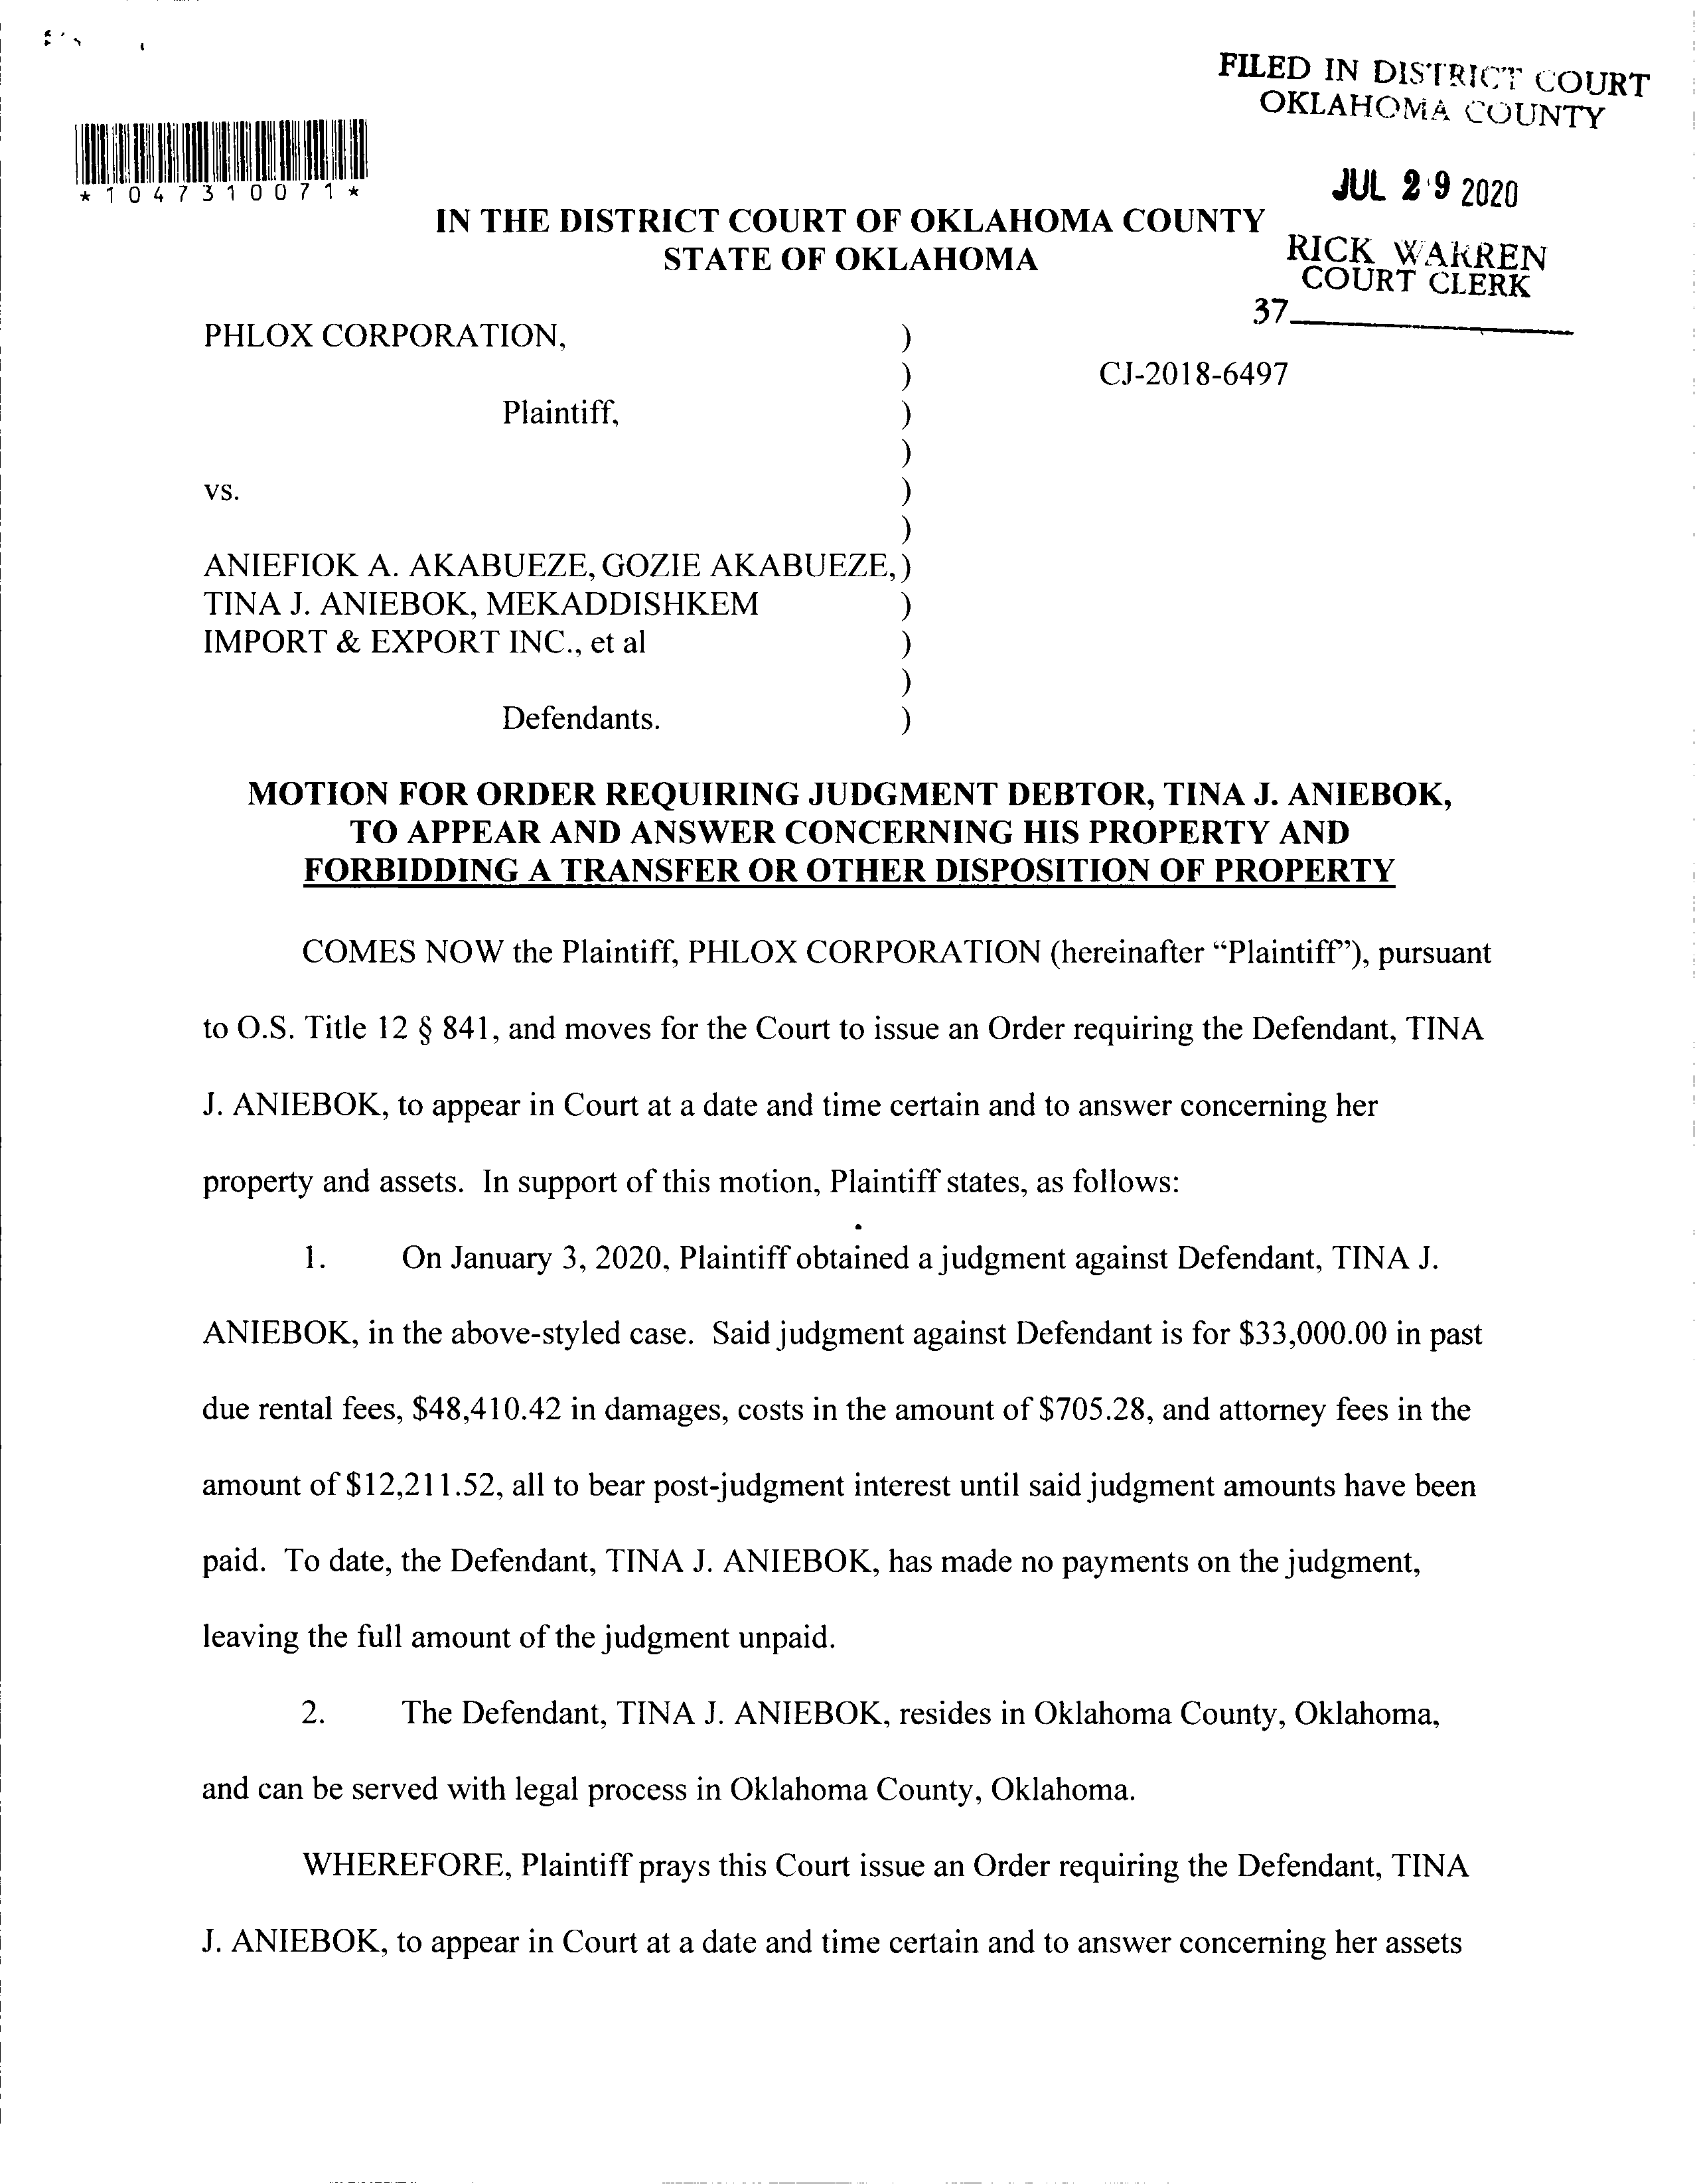 FILED IN DISTRICT COURT
OKLAHOMA COUNTY
JUL 29 2020
RICK WARREN
COURT CLERK
37
*1047310071*
IN THE DISTRICT COURT OF OKLAHOMA COUNTY
STATE OF OKLAHOMA
PHLOX CORPORATION, )
) CJ-2018-6497
Plaintiff, )
)
vs. )
)
ANIEFIOK A. AKABUEZE, GOZIE AKABUEZE, )
TINA J. ANIEBOK, MEKADDISHKEM )
IMPORT & EXPORT INC., et al )
)
Defendants. )
MOTION FOR ORDER REQUIRING JUDGMENT DEBTOR, TINA J. ANIEBOK,
TO APPEAR AND ANSWER CONCERNING HIS PROPERTY AND
FORBIDDING A TRANSFER OR OTHER DISPOSITION OF PROPERTY
COMES NOW the Plaintiff, PHLOX CORPORATION (hereinafter “Plaintiff”), pursuant
to O.S. Title 12 § 841, and moves for the Court to issue an Order requiring the Defendant, TINA
J. ANIEBOK, to appear in Court at a date and time certain and to answer concerning her
property and assets. In support of this motion, Plaintiff states, as follows:
1. On January 3, 2020, Plaintiff obtained a judgment against Defendant, TINA J.
ANIEBOK, in the above-styled case. Said judgment against Defendant is for $33,000.00 in past
due rental fees, $48,410.42 in damages, costs in the amount of $705.28, and attorney fees in the
amount of $12,211.52, all to bear post-judgment interest until said judgment amounts have been
paid. To date, the Defendant, TINA J. ANIEBOK, has made no payments on the judgment,
leaving the full amount of the judgment unpaid.
2. The Defendant, TINA J. ANIEBOK, resides in Oklahoma County, Oklahoma,
and can be served with legal process in Oklahoma County, Oklahoma.
WHEREFORE, Plaintiff prays this Court issue an Order requiring the Defendant, TINA
J. ANIEBOK, to appear in Court at a date and time certain and to answer concerning her assets